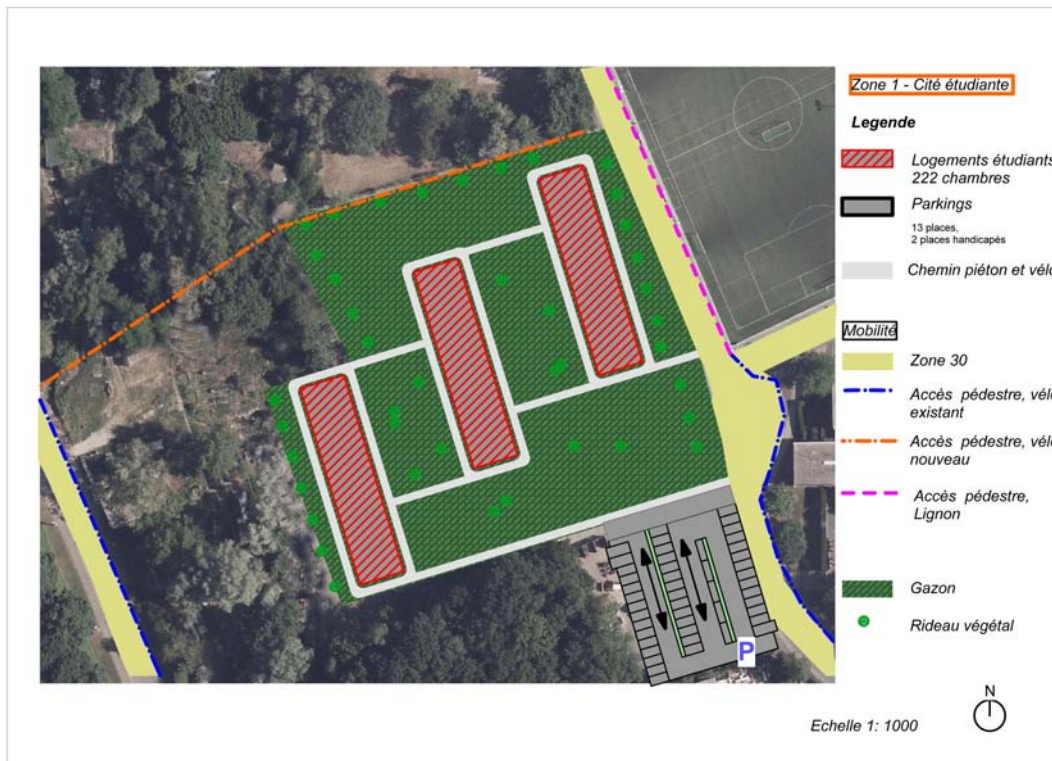 Zone 1 - Cité étudiante
Legende
Logements étudiants
222 chambres
Parkings
13 places,
2 places handicapés
Chemin piéton et vélo
Mobilité
Zone 30
Accès pédestre, vélo
existant
Accès pédestre, vélo
nouveau
Accès pédestre,
Lignon
Gazon
Rideau végétal
P
N
Echelle 1: 1000